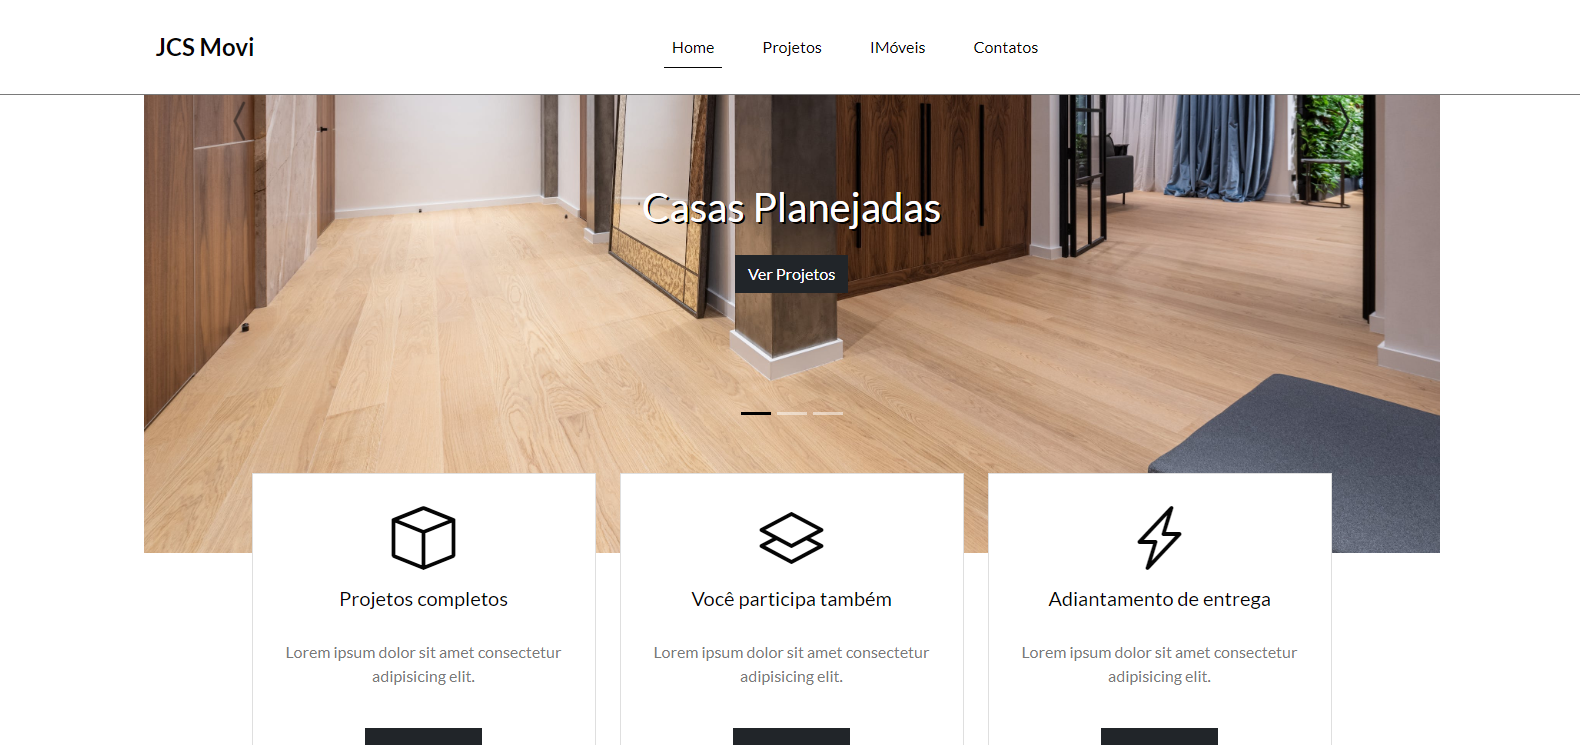 JCS Movi
Home Projetos IMóveis Contatos
Casas Planejadas
Ver Projetos
Projetos completos
Lorem ipsum dolor sit amet consectetur
adipisicing elit.
Você participa também
Lorem ipsum dolor sit amet consectetur
adipisicing elit.
Adiantamento de entrega
Lorem ipsum dolor sit amet consectetur
adipisicing elit.